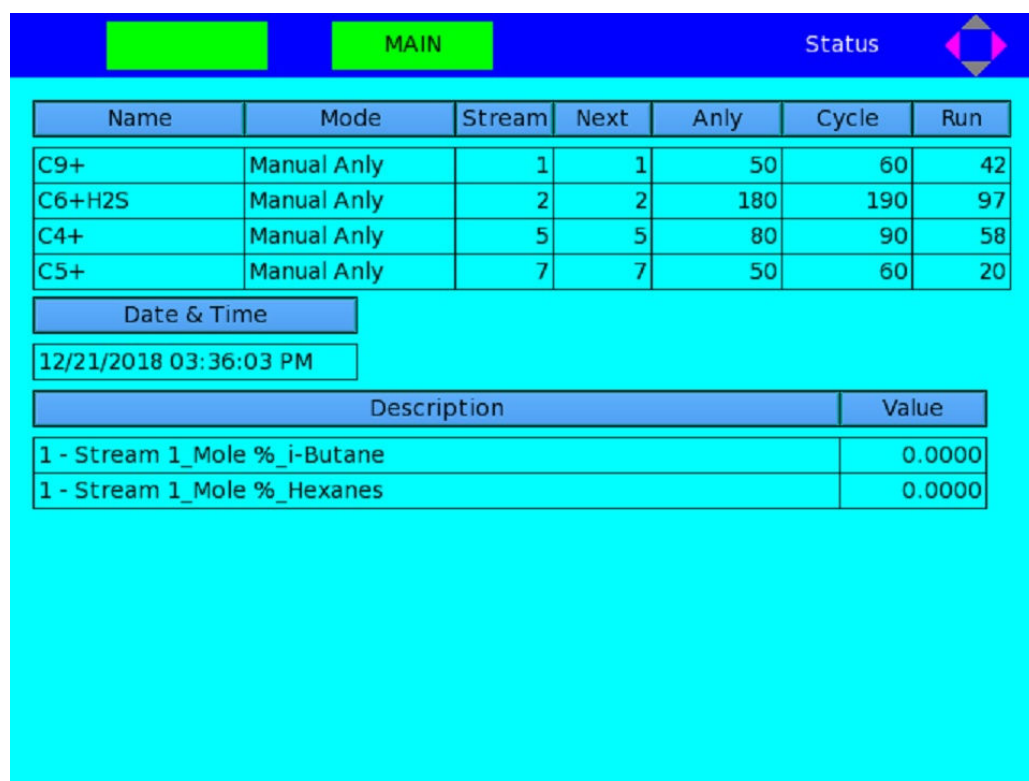 MAIN Status
Name Mode Stream Next Anly Cycle Run
C9+ Manual Anly 1 1 50 60 42
C6+H2S Manual Anly 2 2 180 190 97
C4+ Manual Anly 5 5 80 90 58
C5+ Manual Anly 7 7 50 60 20
Date & Time
12/21/2018 03:36:03 PM
Description Value
1 - Stream 1_Mole %_i-Butane 0.0000
1 - Stream 1_Mole %_Hexanes 0.0000